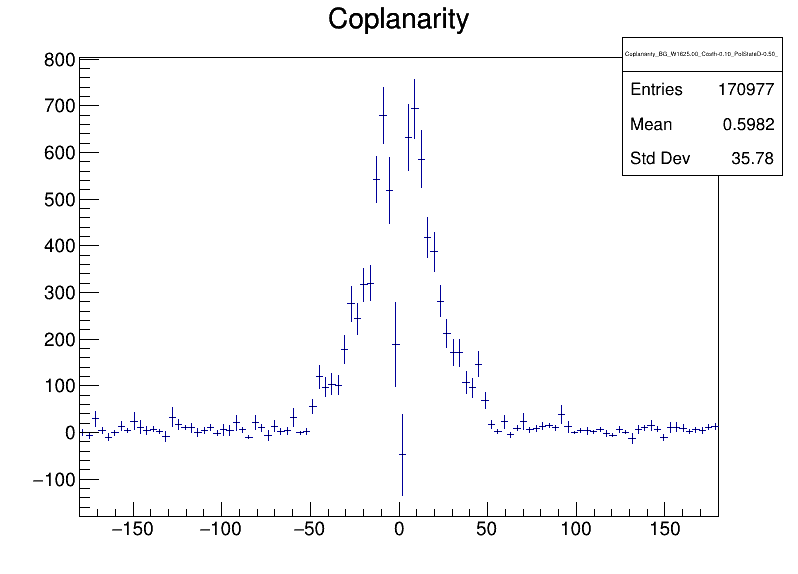 Coplanarity
Coplanarity_BG_W1625.00_Costh-0.10_PolStateD-0.50_
Entries 170977
Mean 0.5982
Std Dev 35.78
800
700
600
500
400
300
200
100
0
−100
−150 −100 −50 0 50 100 150